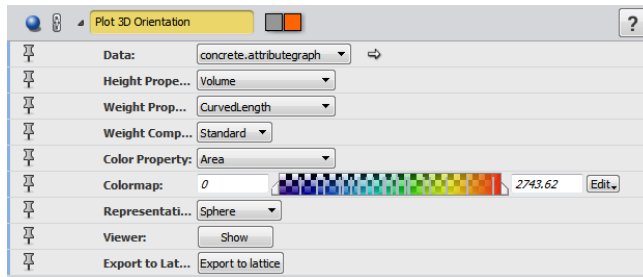 Plot 3D Orientation ?
Data: concrete.attributegraph
Height Prope... Volume
Weight Prop... CurvedLength
Weight Comp... Standard
Color Property: Area
Colormap: 0 2743.62 Edit
Representati... Sphere
Viewer: Show
Export to Lat... Export to lattice